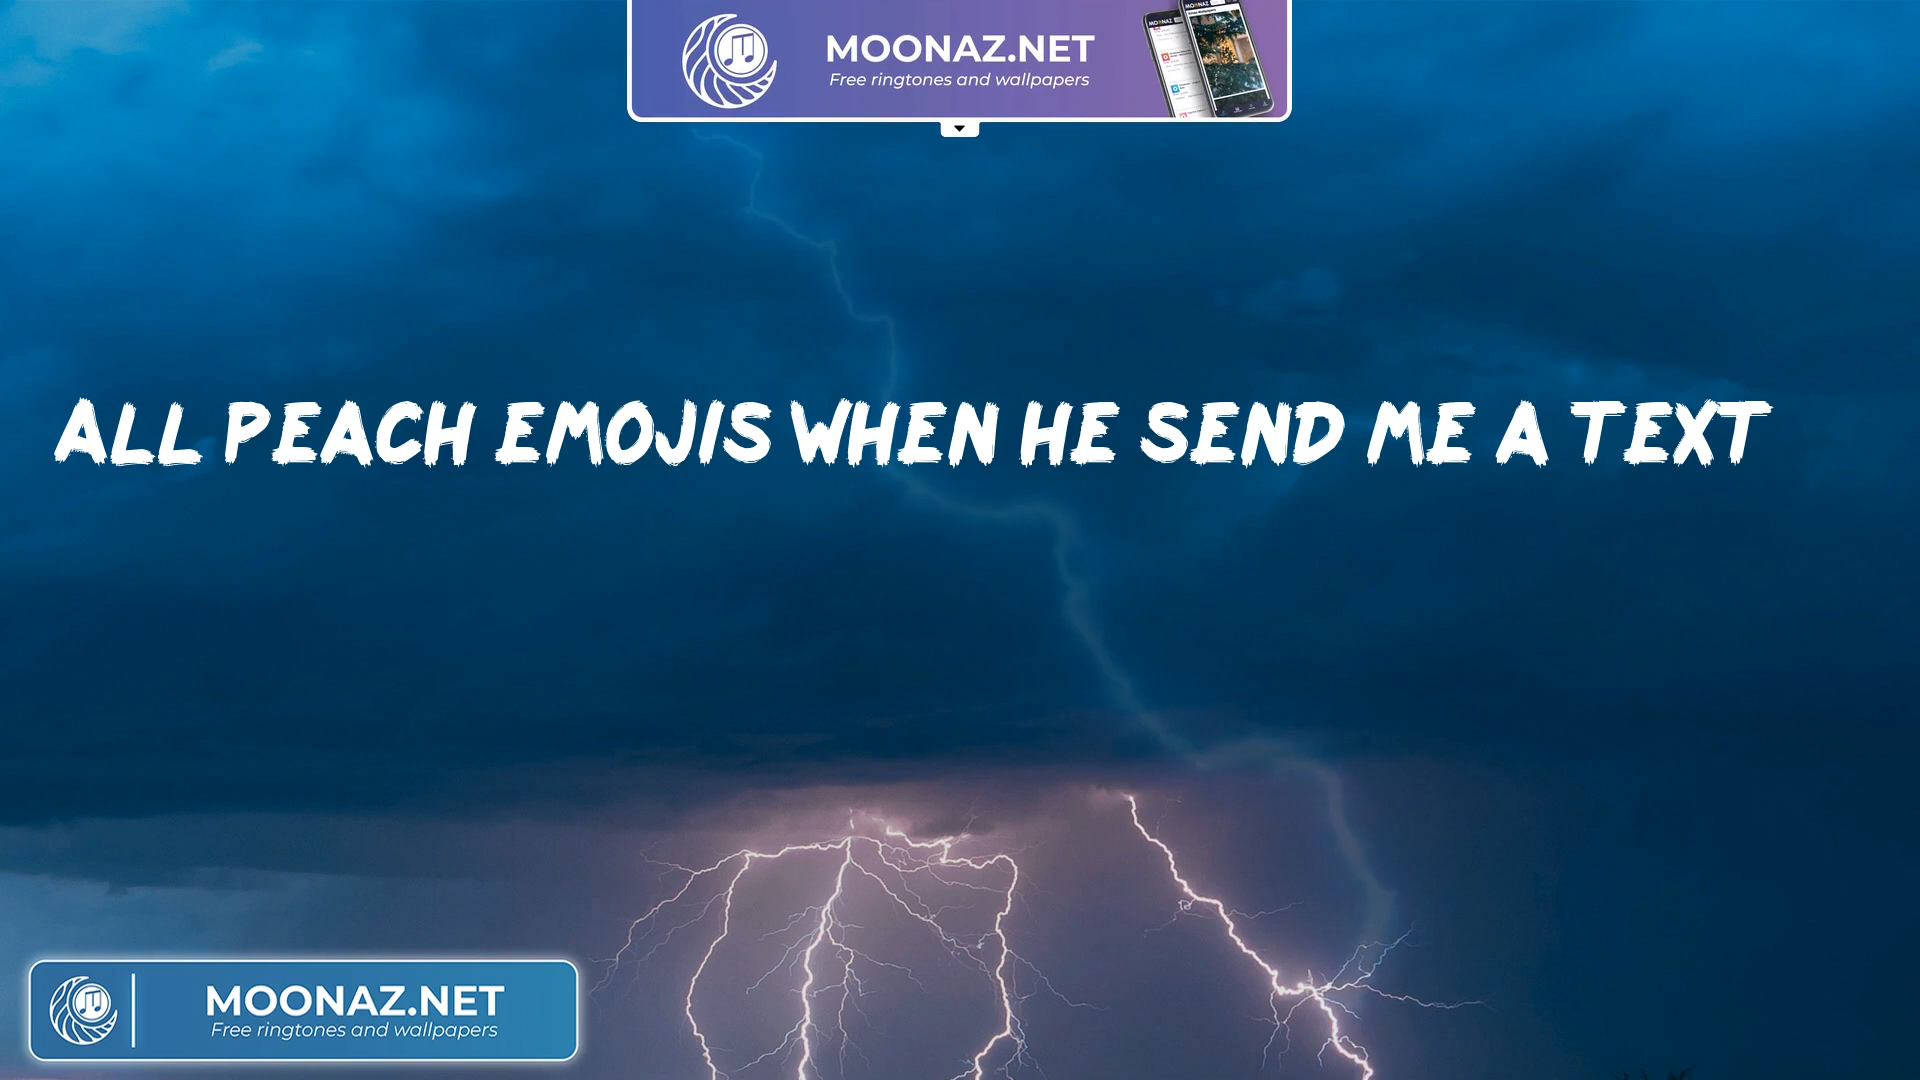 MOONAZ.NET
Free ringtones and wallpapers
ALL PEACH EMOJIS WHEN HE SEND ME A TEXT
MOONAZ.NET
Free ringtones and wallpapers